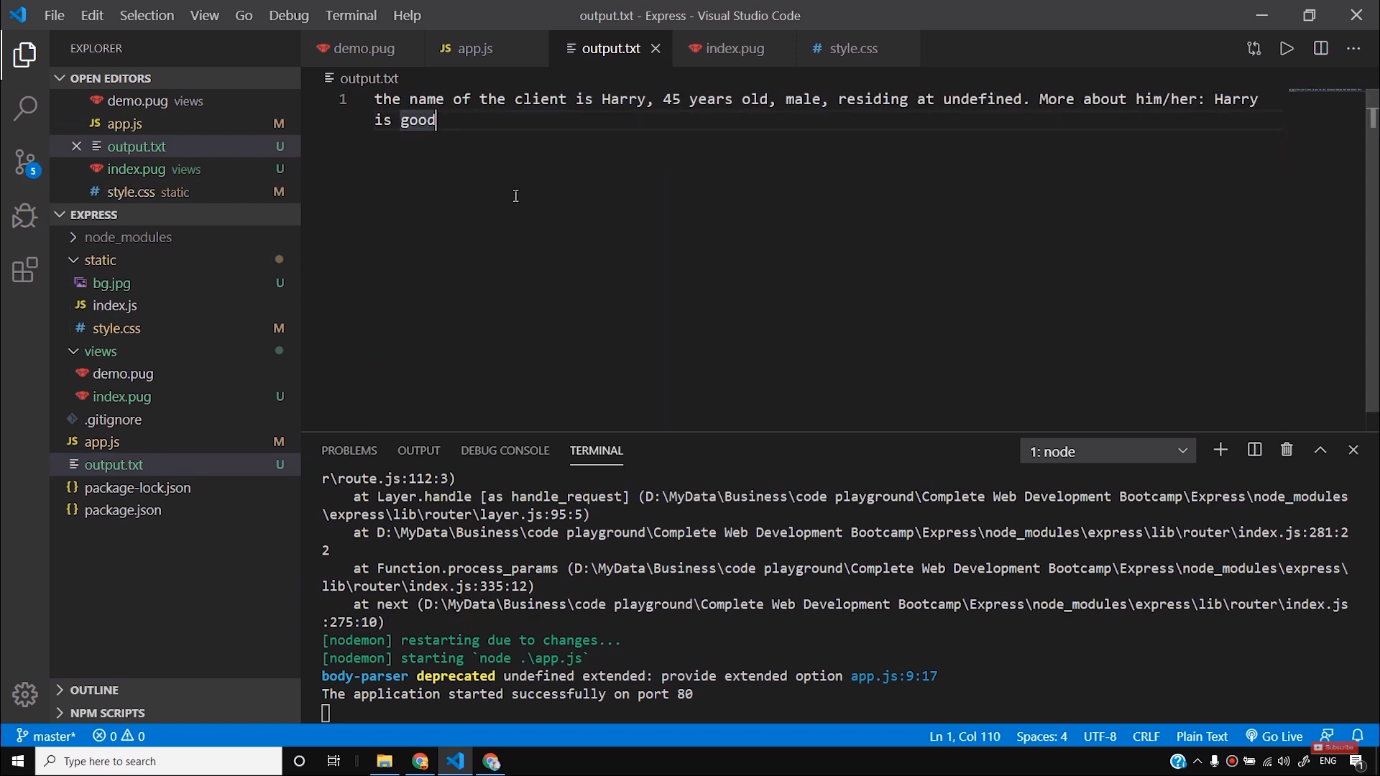 File Edit Selection View Go Debug Terminal Help output.txt - Express - Visual Studio Code
EXPLORER
demo.pug JS app.js output.txt index.pug # style.css
OPEN EDITORS
demo.pug views
JS app.js M
output.txt U
index.pug views U
# style.css static M
EXPRESS
node_modules
static
bg.jpg U
JS index.js
# style.css M
views
demo.pug
index.pug U
.gitignore
JS app.js M
output.txt U
{} package-lock.json
{} package.json
OUTLINE
NPM SCRIPTS
output.txt
1 the name of the client is Harry, 45 years old, male, residing at undefined. More about him/her: Harry
is good
PROBLEMS OUTPUT DEBUG CONSOLE TERMINAL 1: node
r\route.js:112:3)
at Layer.handle [as handle_request] (D:\MyData\Business\code playground\Complete Web Development Bootcamp\Express\node_modules
\express\lib\router\layer.js:95:5)
at D:\MyData\Business\code playground\Complete Web Development Bootcamp\Express\node_modules\express\lib\router\index.js:281:2
2
at Function.process_params (D:\MyData\Business\code playground\Complete Web Development Bootcamp\Express\node_modules\express\
lib\router\index.js:335:12)
at next (D:\MyData\Business\code playground\Complete Web Development Bootcamp\Express\node_modules\express\lib\router\index.js
:275:10)
[nodemon] restarting due to changes...
[nodemon] starting `node .\app.js`
body-parser deprecated undefined extended: provide extended option app.js:9:17
The application started successfully on port 80
5
master* 0 0 Ln 1, Col 110 Spaces: 4 UTF-8 CRLF Plain Text Go Live
Subscribe
Type here to search ENG 1